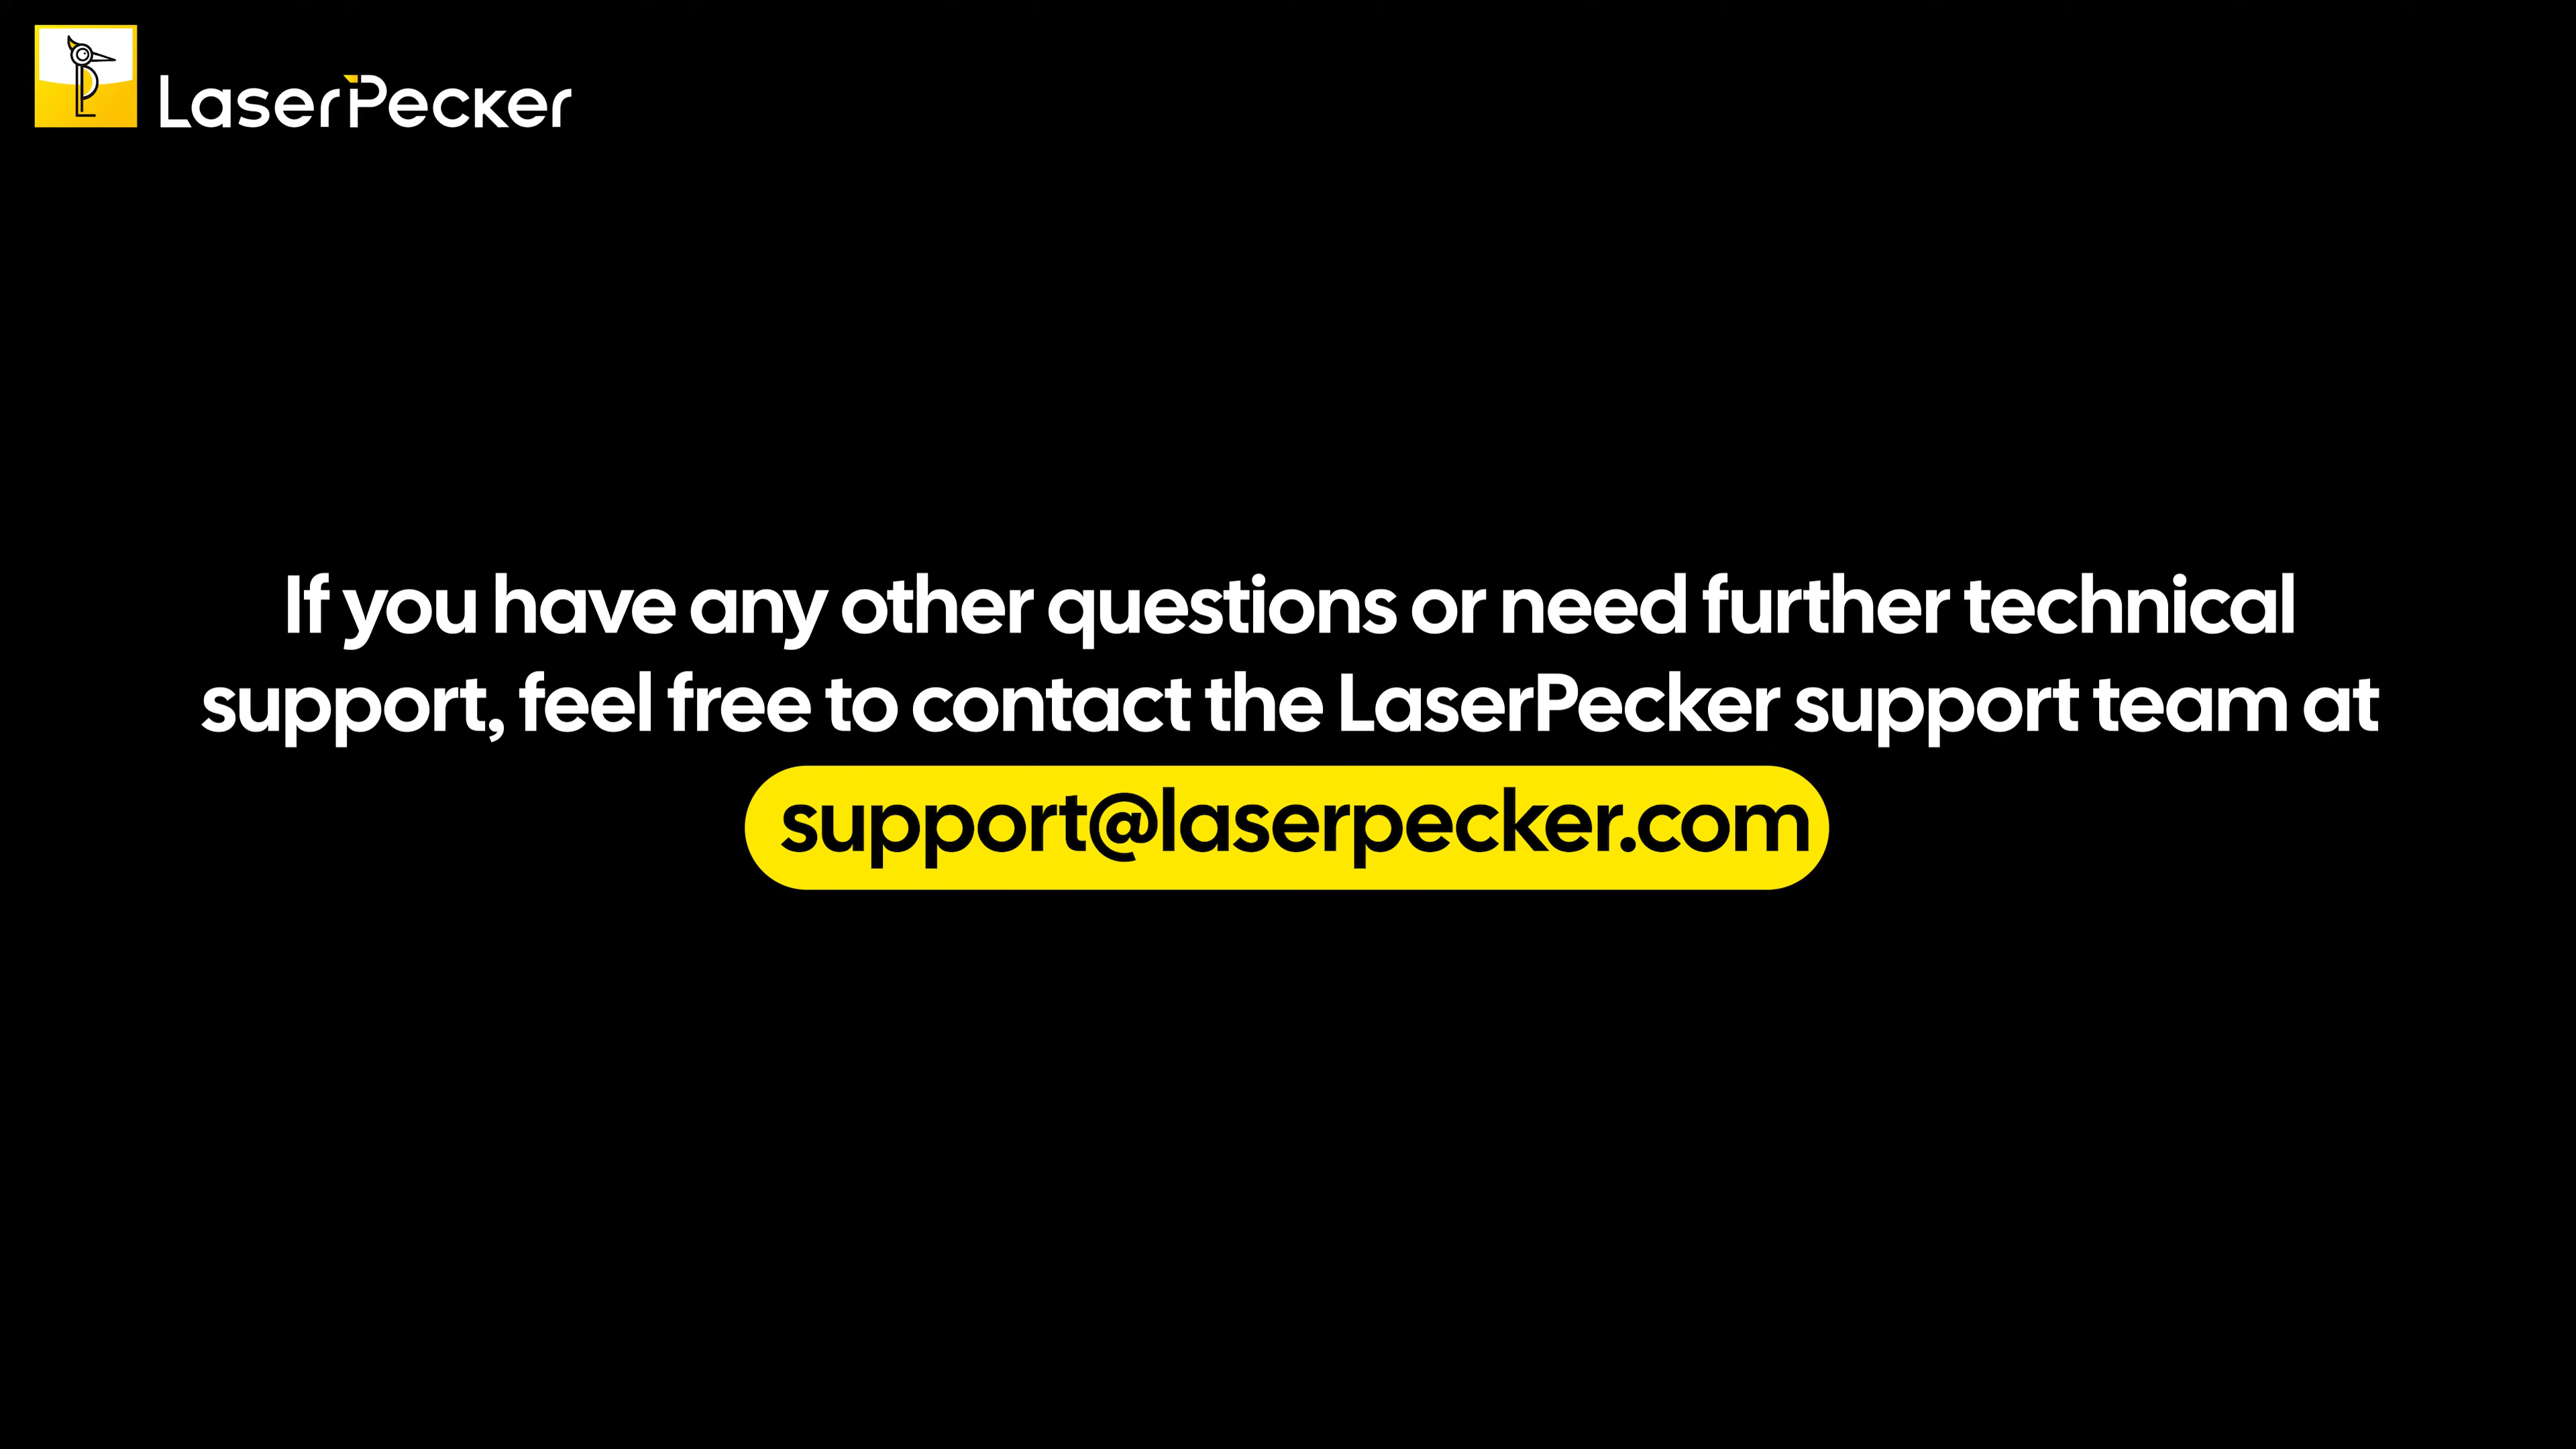 LaserPecker
If you have any other questions or need further technical
support, feel free to contact the LaserPecker support team at
support@laserpecker.com